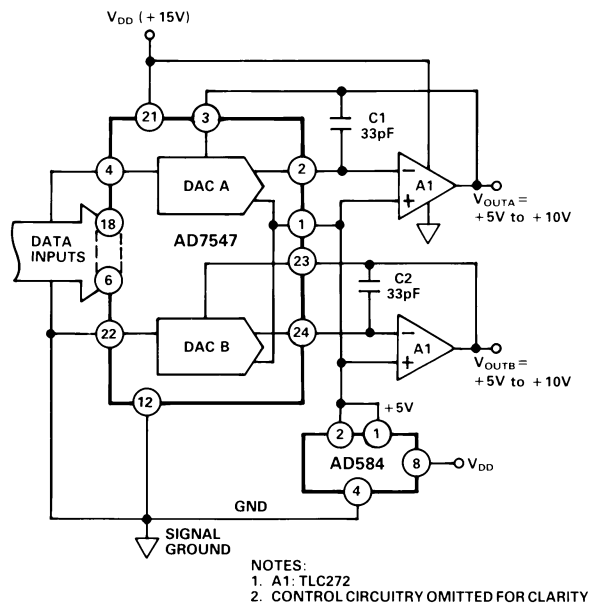 V_DD (+15V)
21
3
C1
33pF
4
DAC A
2
A1
V_OUTA =
+5V to +10V
18
DATA
INPUTS
AD7547
1
6
23
C2
33pF
22
DAC B
24
A1
V_OUTB =
+5V to +10V
12
+5V
2
1
AD584
8
V_DD
4
GND
SIGNAL
GROUND
NOTES:
1. A1: TLC272
2. CONTROL CIRCUITRY OMITTED FOR CLARITY